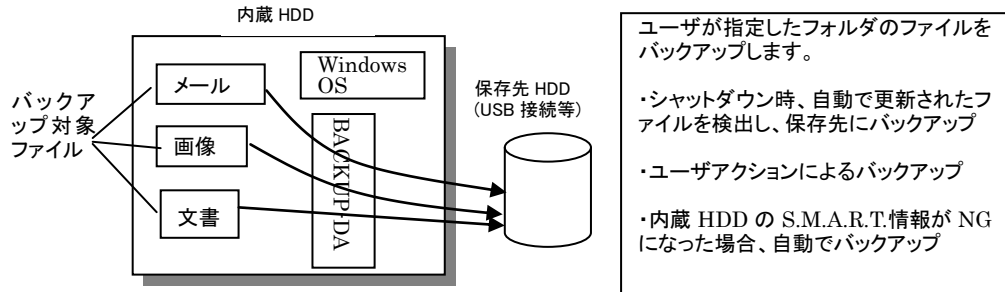 内蔵 HDD
メール
画像
文書
Windows
OS
BACKUP-DA
バックア
ップ対象
ファイル
保存先 HDD
(USB 接続等)
ユーザが指定したフォルダのファイルを
バックアップします。
・シャットダウン時、自動で更新されたフ
ァイルを検出し、保存先にバックアップ
・ユーザアクションによるバックアップ
・内蔵 HDD の S.M.A.R.T.情報が NG
になった場合、自動でバックアップ